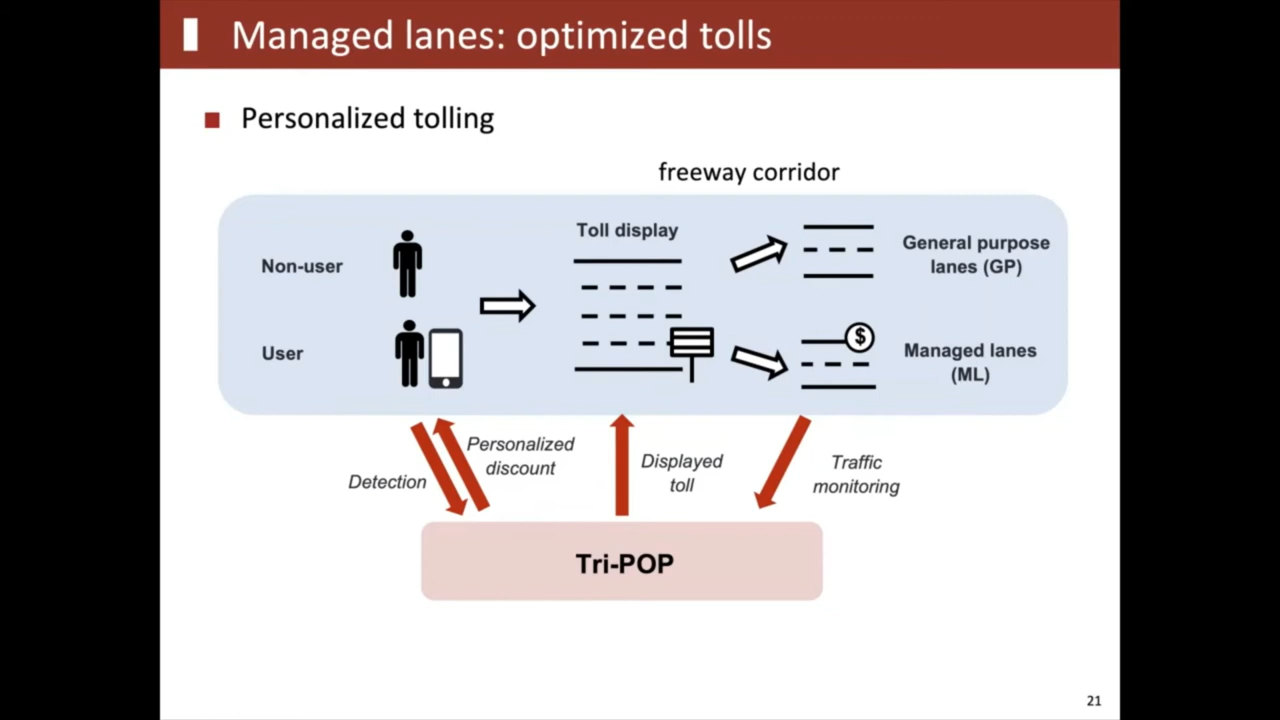 Managed lanes: optimized tolls
Personalized tolling
freeway corridor
Toll display
Non-user
User
General purpose
lanes (GP)
$
Managed lanes
(ML)
Detection
Personalized
discount
Displayed
toll
Traffic
monitoring
Tri-POP
21